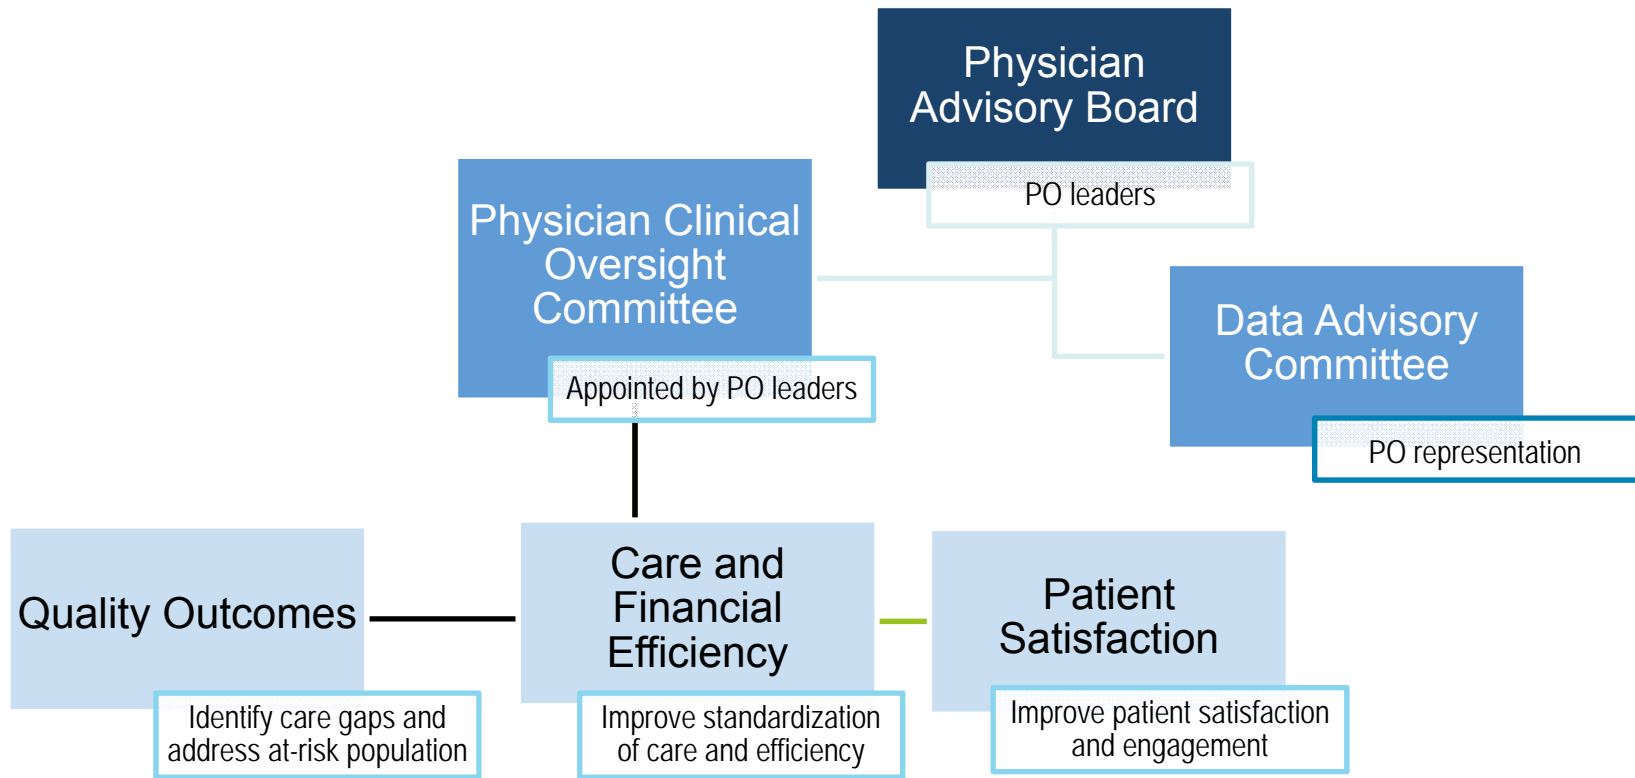 Physician
Advisory Board
PO leaders
Physician Clinical
Oversight
Committee
Appointed by PO leaders
Data Advisory
Committee
PO representation
Quality Outcomes
Identify care gaps and
address at-risk population
Care and
Financial
Efficiency
Improve standardization
of care and efficiency
Patient
Satisfaction
Improve patient satisfaction
and engagement